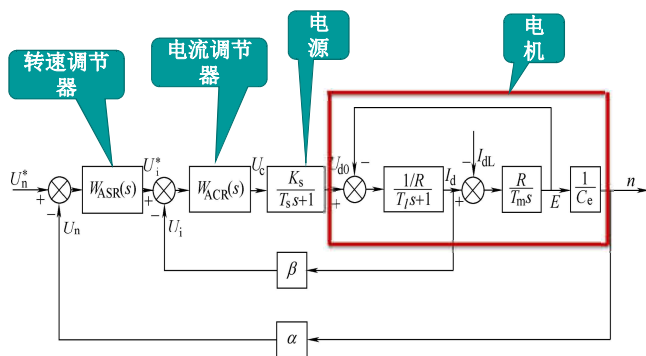 转速调节
器
电流调节
器
电
源
电
机
U*n
+
−
Un
WASR(s)
U*i
+
−
Ui
WACR(s)
Uc
Ks
Tss+1
Ud0
+
−
1/R
Tls+1
Id
+
−
IdL
R
Tms
E
1
Ce
n
β
α